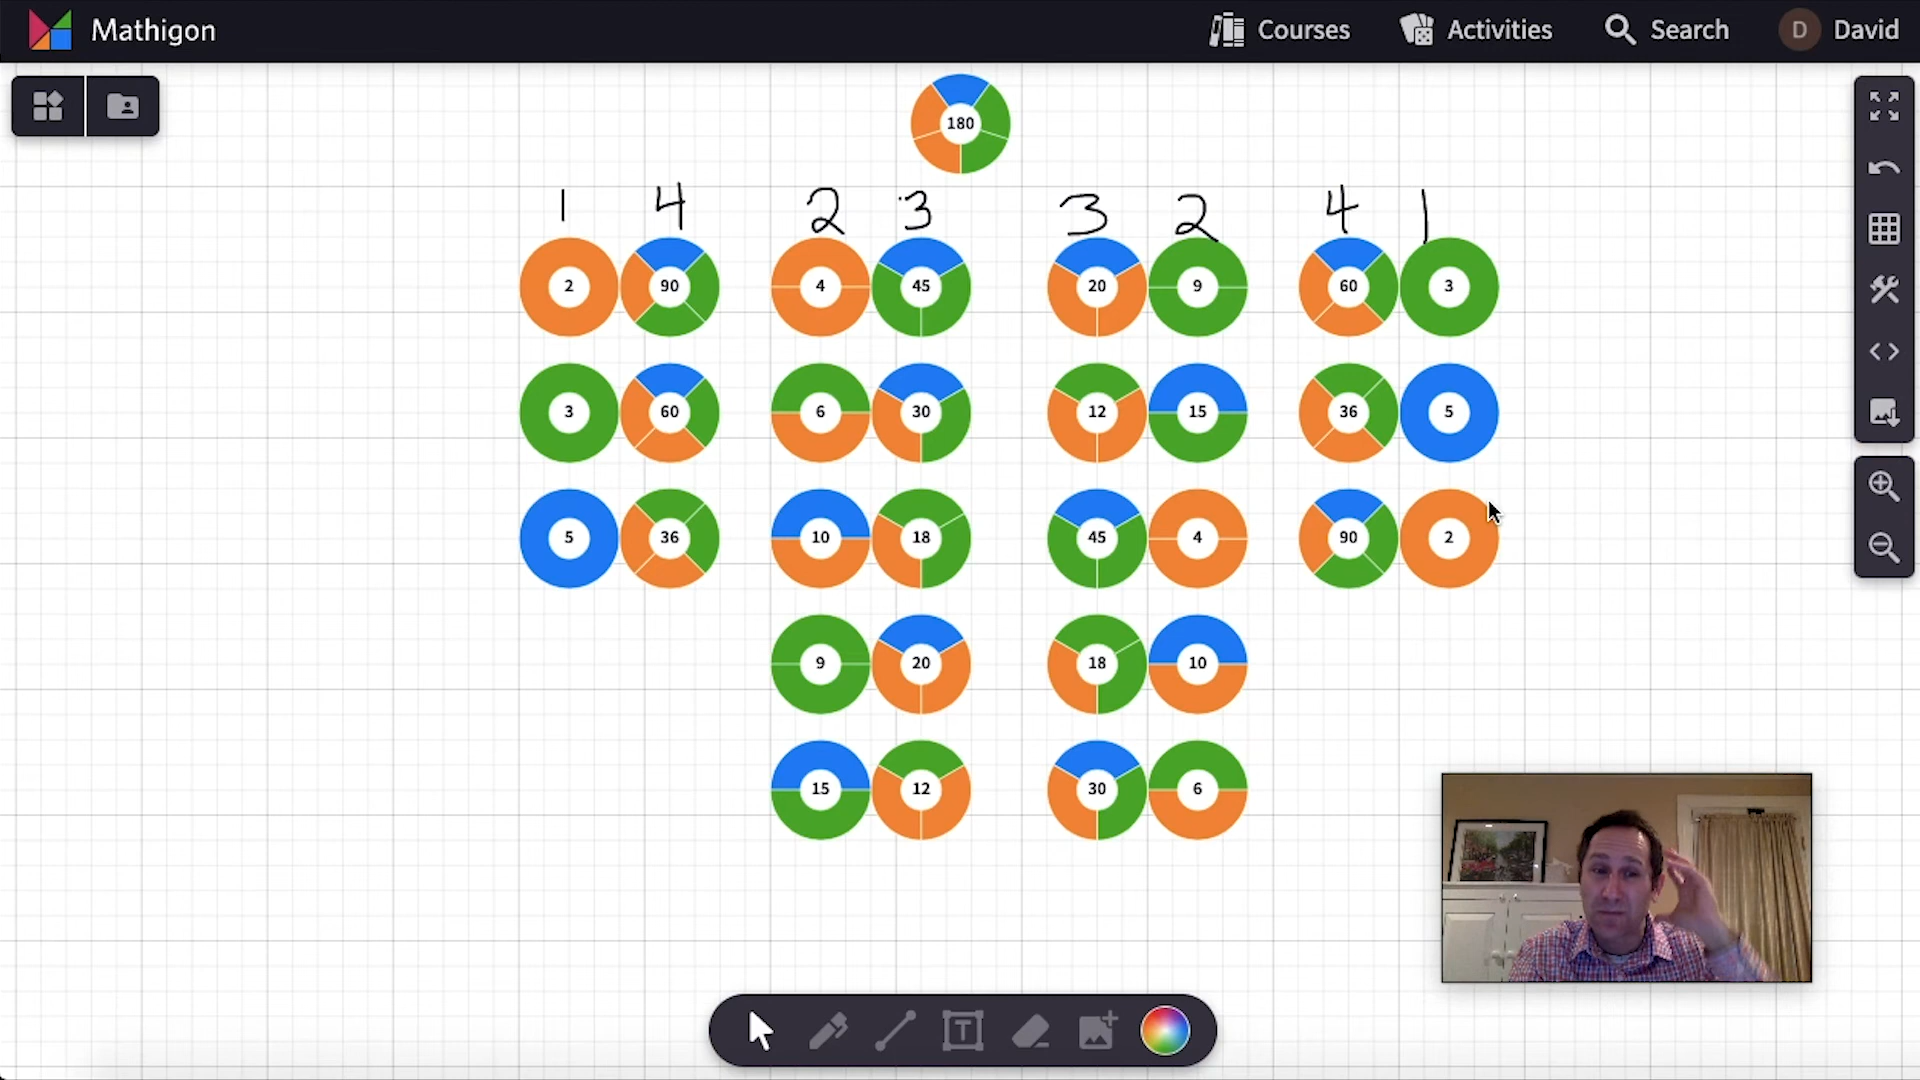 Mathigon Courses Activities Search D David
180
1 4 2 3 3 2 4 1
2 90 4 45 20 9 60 3
3 60 6 30 12 15 36 5
5 36 10 18 45 4 90 2
9 20 18 10
15 12 30 6
T